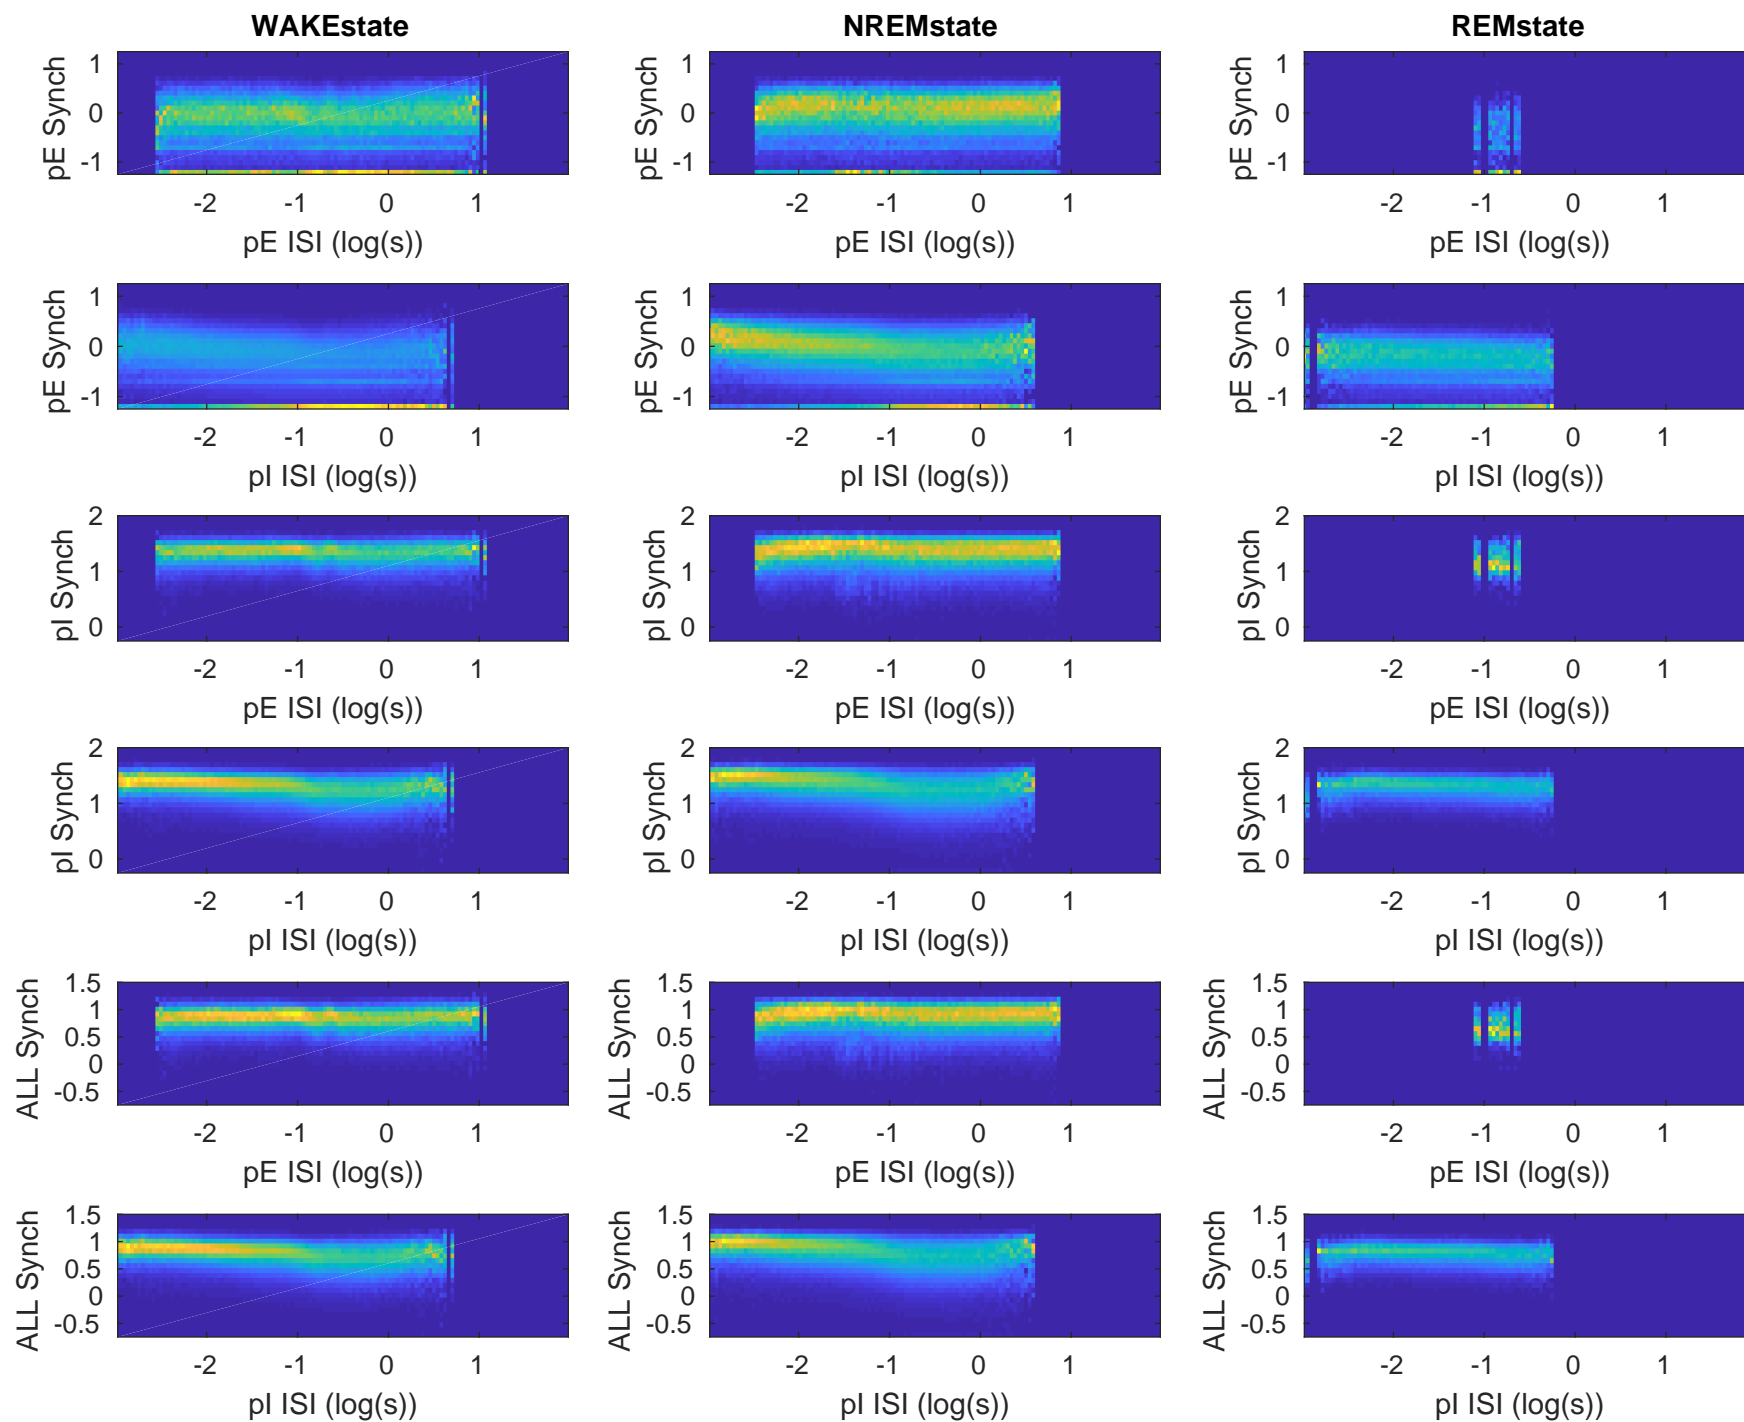 WAKEstate NREMstate REMstate
pE Synch 1 0 -1 pE Synch 1 0 -1 pE Synch 1 0 -1
-2 -1 0 1 -2 -1 0 1 -2 -1 0 1
pE ISI (log(s)) pE ISI (log(s)) pE ISI (log(s))
pE Synch 1 0 -1 pE Synch 1 0 -1 pE Synch 1 0 -1
-2 -1 0 1 -2 -1 0 1 -2 -1 0 1
pI ISI (log(s)) pI ISI (log(s)) pI ISI (log(s))
pI Synch 2 1 0 pI Synch 2 1 0 pI Synch 2 1 0
-2 -1 0 1 -2 -1 0 1 -2 -1 0 1
pE ISI (log(s)) pE ISI (log(s)) pE ISI (log(s))
pI Synch 2 1 0 pI Synch 2 1 0 pI Synch 2 1 0
-2 -1 0 1 -2 -1 0 1 -2 -1 0 1
pI ISI (log(s)) pI ISI (log(s)) pI ISI (log(s))
ALL Synch 1.5 1 0.5 0 -0.5 ALL Synch 1.5 1 0.5 0 -0.5 ALL Synch 1.5 1 0.5 0 -0.5
-2 -1 0 1 -2 -1 0 1 -2 -1 0 1
pE ISI (log(s)) pE ISI (log(s)) pE ISI (log(s))
ALL Synch 1.5 1 0.5 0 -0.5 ALL Synch 1.5 1 0.5 0 -0.5 ALL Synch 1.5 1 0.5 0 -0.5
-2 -1 0 1 -2 -1 0 1 -2 -1 0 1
pI ISI (log(s)) pI ISI (log(s)) pI ISI (log(s))